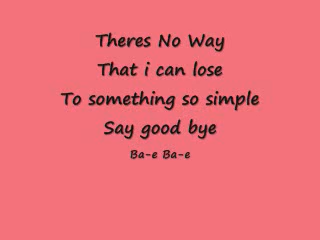 Theres No Way
That i can lose
To something so simple
Say good bye
Ba-e Ba-e